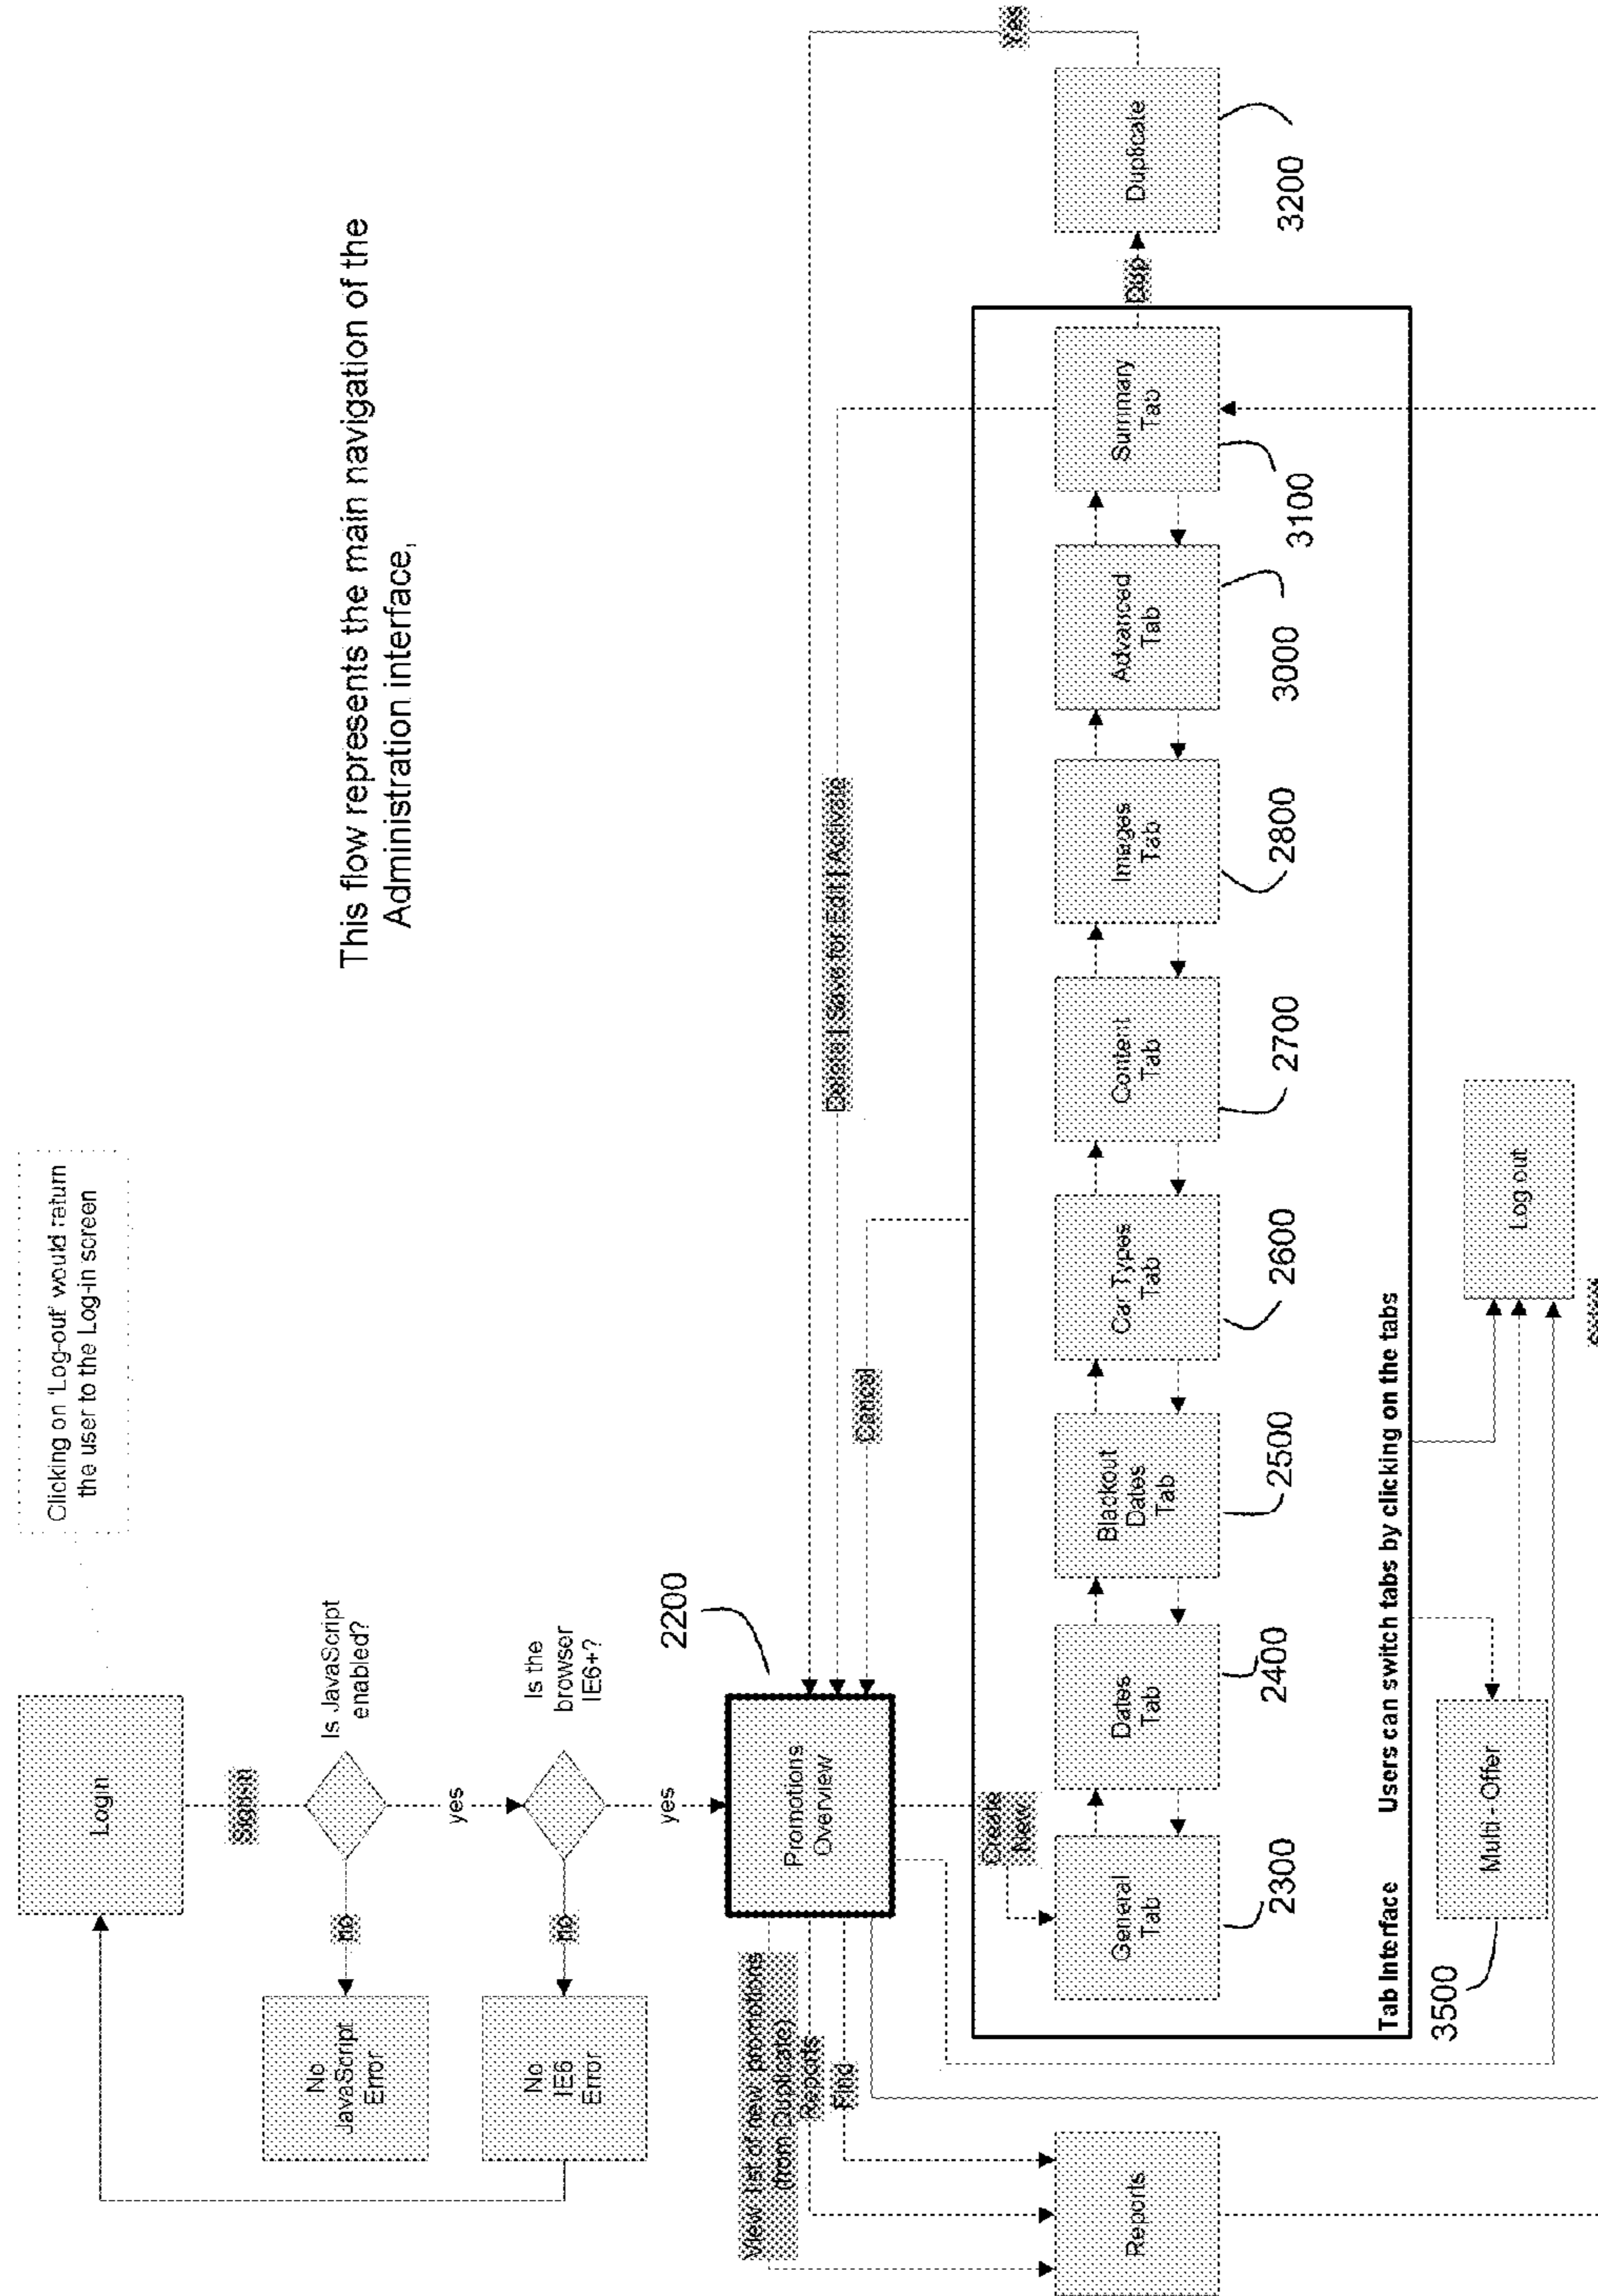 Clicking on 'Log-out' would return
the user to the Log-in screen
Login
Is JavaScript
enabled?
no
No
JavaScript
Error
yes
Is the
browser
IE6+?
no
No
IE6
Error
yes
This flow represents the main navigation of the
Administration interface.
2200
Promotions
Overview
View list of new promotions
(from Duplicate)
Reports
Find
Create
New
Cancel
Delete | Save for Edit | Activate
Yes
Reports
General
Tab
2300
Dates
Tab
2400
Blackout
Dates
Tab
2500
Car Types
Tab
2600
Content
Tab
2700
Images
Tab
2800
Advanced
Tab
3000
Summary
Tab
3100
Dup
Duplicate
3200
Tab Interface
Users can switch tabs by clicking on the tabs
3500
Multi - Offer
Log out